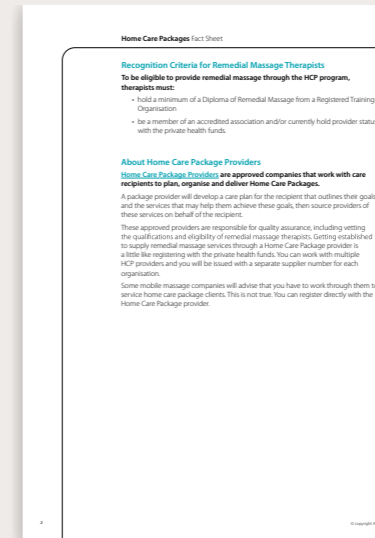 Home Care Packages Fact Sheet
Recognition Criteria for Remedial Massage Therapists
To be eligible to provide remedial massage through the HCP program,
therapists must:
• hold a minimum of a Diploma of Remedial Massage from a Registered Training
Organisation
• be a member of an accredited association and/or currently hold provider status
with the private health funds.
About Home Care Package Providers
Home Care Package Providers are approved companies that work with care
recipients to plan, organise and deliver Home Care Packages.
A package provider will develop a care plan for the recipient that outlines their goals
and the services that may help them achieve these goals, then source providers of
these services on behalf of the recipient.
These approved providers are responsible for quality assurance, including vetting
the qualifications and eligibility of remedial massage therapists. Getting established
to supply remedial massage services through a Home Care Package provider is
a little like registering with the private health funds. You can work with multiple
HCP providers and you will be issued with a separate supplier number for each
organisation.
Some mobile massage companies will advise that you have to work through them to
service home care package clients. This is not true. You can register directly with the
Home Care Package provider.
2
© copyright